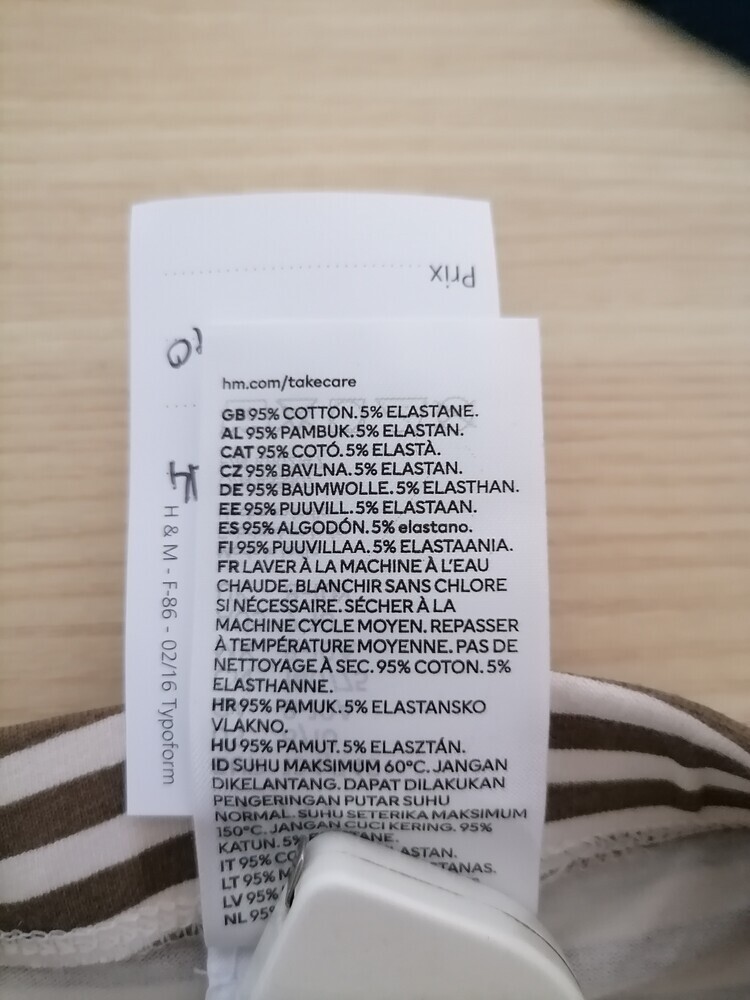 Prix
hm.com/takecare
GB 95% COTTON. 5% ELASTANE.
AL 95% PAMBUK. 5% ELASTAN.
CAT 95% COTÓ. 5% ELASTÀ.
CZ 95% BAVLNA. 5% ELASTAN.
DE 95% BAUMWOLLE. 5% ELASTHAN.
EE 95% PUUVILL. 5% ELASTAAN.
ES 95% ALGODÓN. 5% elastano.
FI 95% PUUVILLAA. 5% ELASTAANIA.
FR LAVER À LA MACHINE À L'EAU
CHAUDE. BLANCHIR SANS CHLORE
SI NÉCESSAIRE. SÉCHER À LA
MACHINE CYCLE MOYEN. REPASSER
À TEMPÉRATURE MOYENNE. PAS DE
NETTOYAGE À SEC. 95% COTON. 5%
ELASTHANNE.
HR 95% PAMUK. 5% ELASTANSKO
VLAKNO.
HU 95% PAMUT. 5% ELASZTÁN.
ID SUHU MAKSIMUM 60°C. JANGAN
DIKELANTANG. DAPAT DILAKUKAN
PENGERINGAN PUTAR SUHU
NORMAL. SUHU SETERIKA MAKSIMUM
150°C. JANGAN CUCI KERING. 95%
KATUN. 5%
IT 95%
LT 95%
LV 95%
NL 95%
H & M - F-86 - 02/16 Typoform